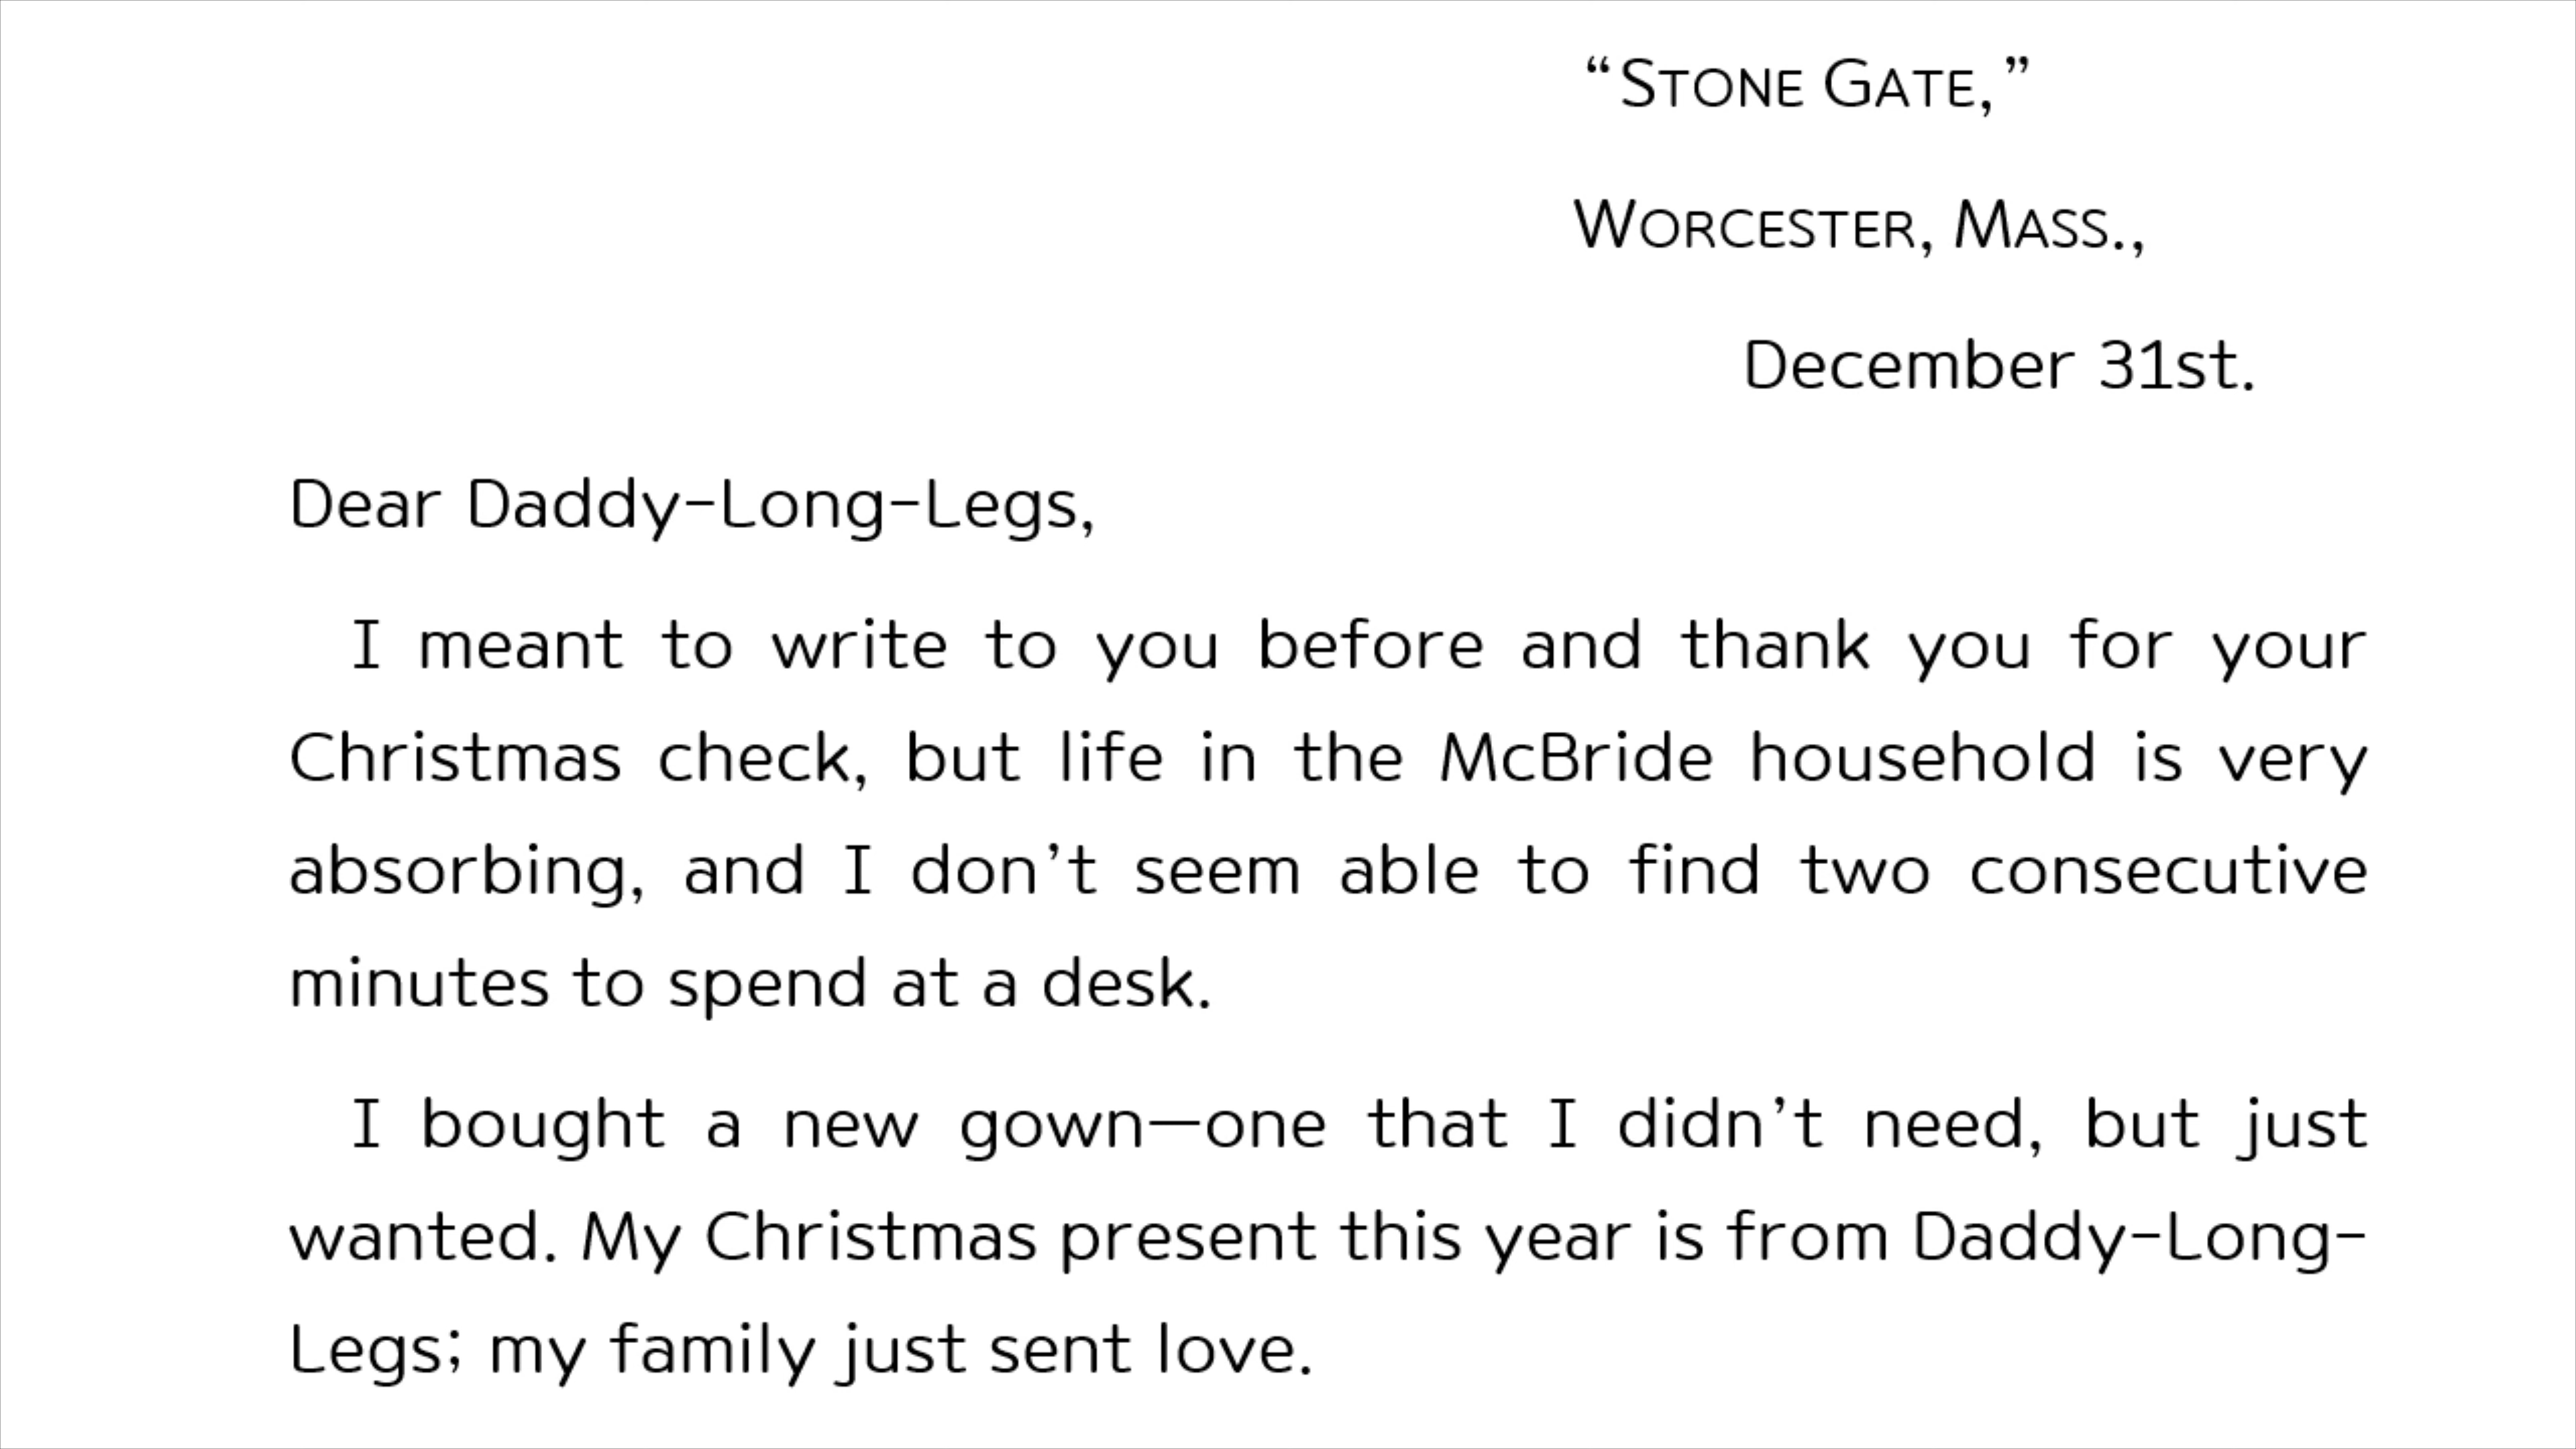 “Stone Gate,”
Worcester, Mass.,
December 31st.
Dear Daddy-Long-Legs,
I meant to write to you before and thank you for your
Christmas check, but life in the McBride household is very
absorbing, and I don’t seem able to find two consecutive
minutes to spend at a desk.
I bought a new gown—one that I didn’t need, but just
wanted. My Christmas present this year is from Daddy-Long-
Legs; my family just sent love.